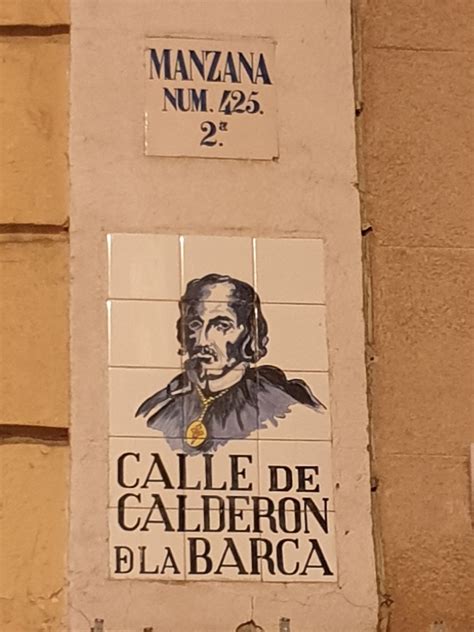 MANZANA
NUM. 425.
2ª.
CALLE DE
CALDERON
D LA BARCA